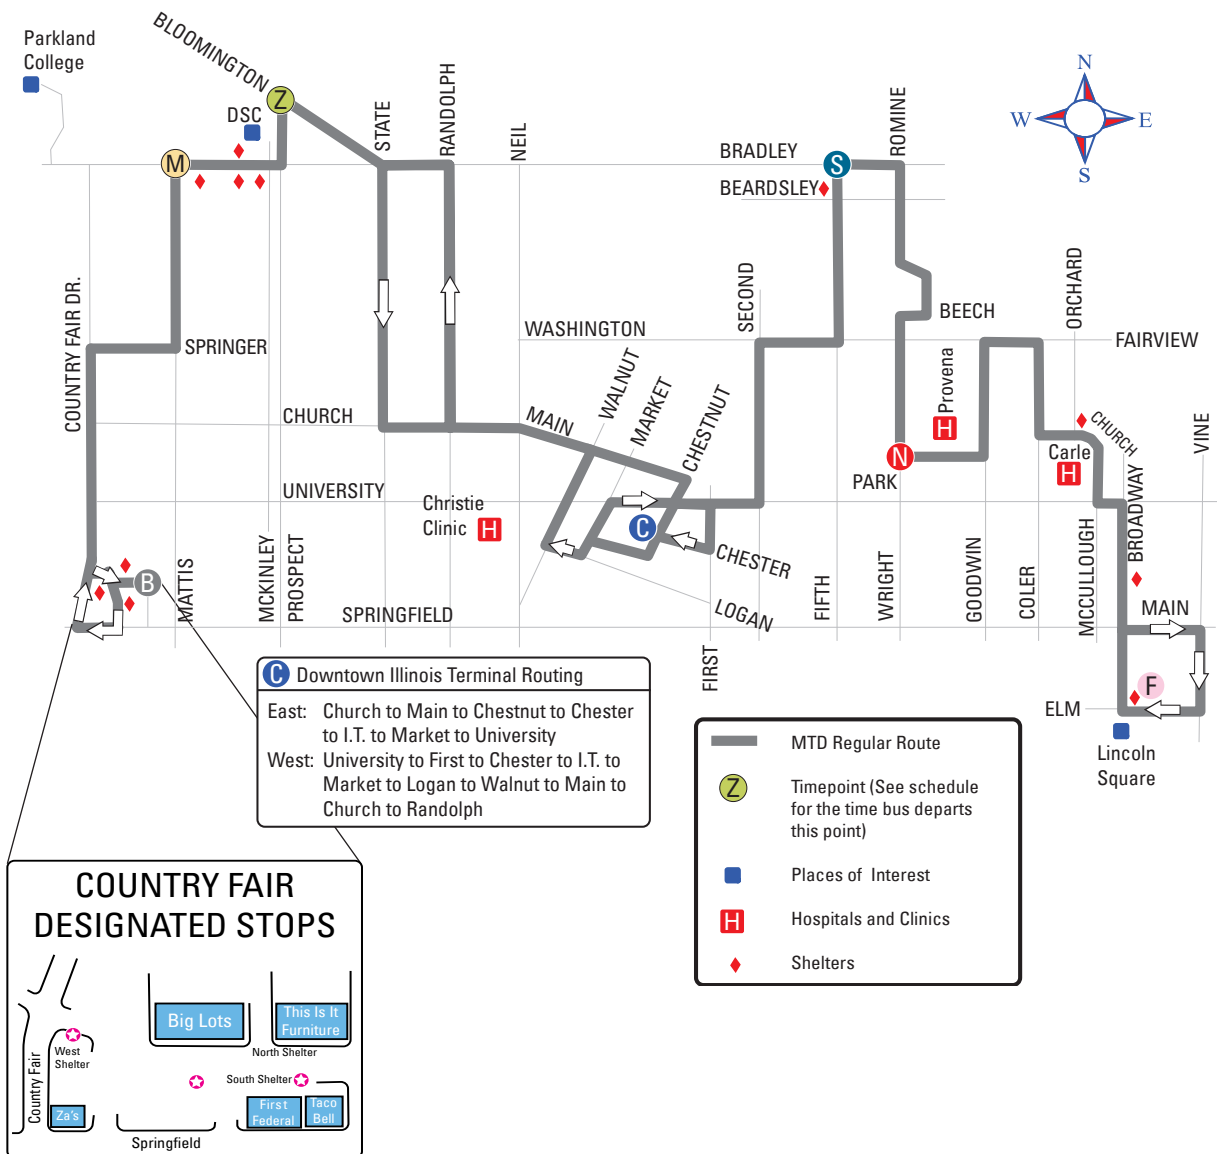 Parkland
College
BLOOMINGTON
Z
DSC
M
STATE
RANDOLPH
NEIL
BRADLEY
BEARDSLEY
S
ROMINE
N
W
E
S
COUNTRY FAIR DR.
SPRINGER
WASHINGTON
SECOND
BEECH
ORCHARD
FAIRVIEW
CHURCH
MAIN
WALNUT
MARKET
CHESTNUT
Provena
H
CHURCH
Carle
H
VINE
UNIVERSITY
Christie
Clinic
H
C
N
PARK
BROADWAY
CHESTER
LOGAN
B
MATTIS
MCKINLEY
PROSPECT
SPRINGFIELD
FIRST
FIFTH
WRIGHT
GOODWIN
COLER
MCCULLOUGH
MAIN
F
ELM
Lincoln
Square
C Downtown Illinois Terminal Routing
East: Church to Main to Chestnut to Chester
to I.T. to Market to University
West: University to First to Chester to I.T. to
Market to Logan to Walnut to Main to
Church to Randolph
MTD Regular Route
Z
Timepoint (See schedule
for the time bus departs
this point)
Places of Interest
H
Hospitals and Clinics
Shelters
COUNTRY FAIR
DESIGNATED STOPS
Big Lots
This Is It
Furniture
North Shelter
West
Shelter
Country Fair
South Shelter
Za's
First
Federal
Taco
Bell
Springfield